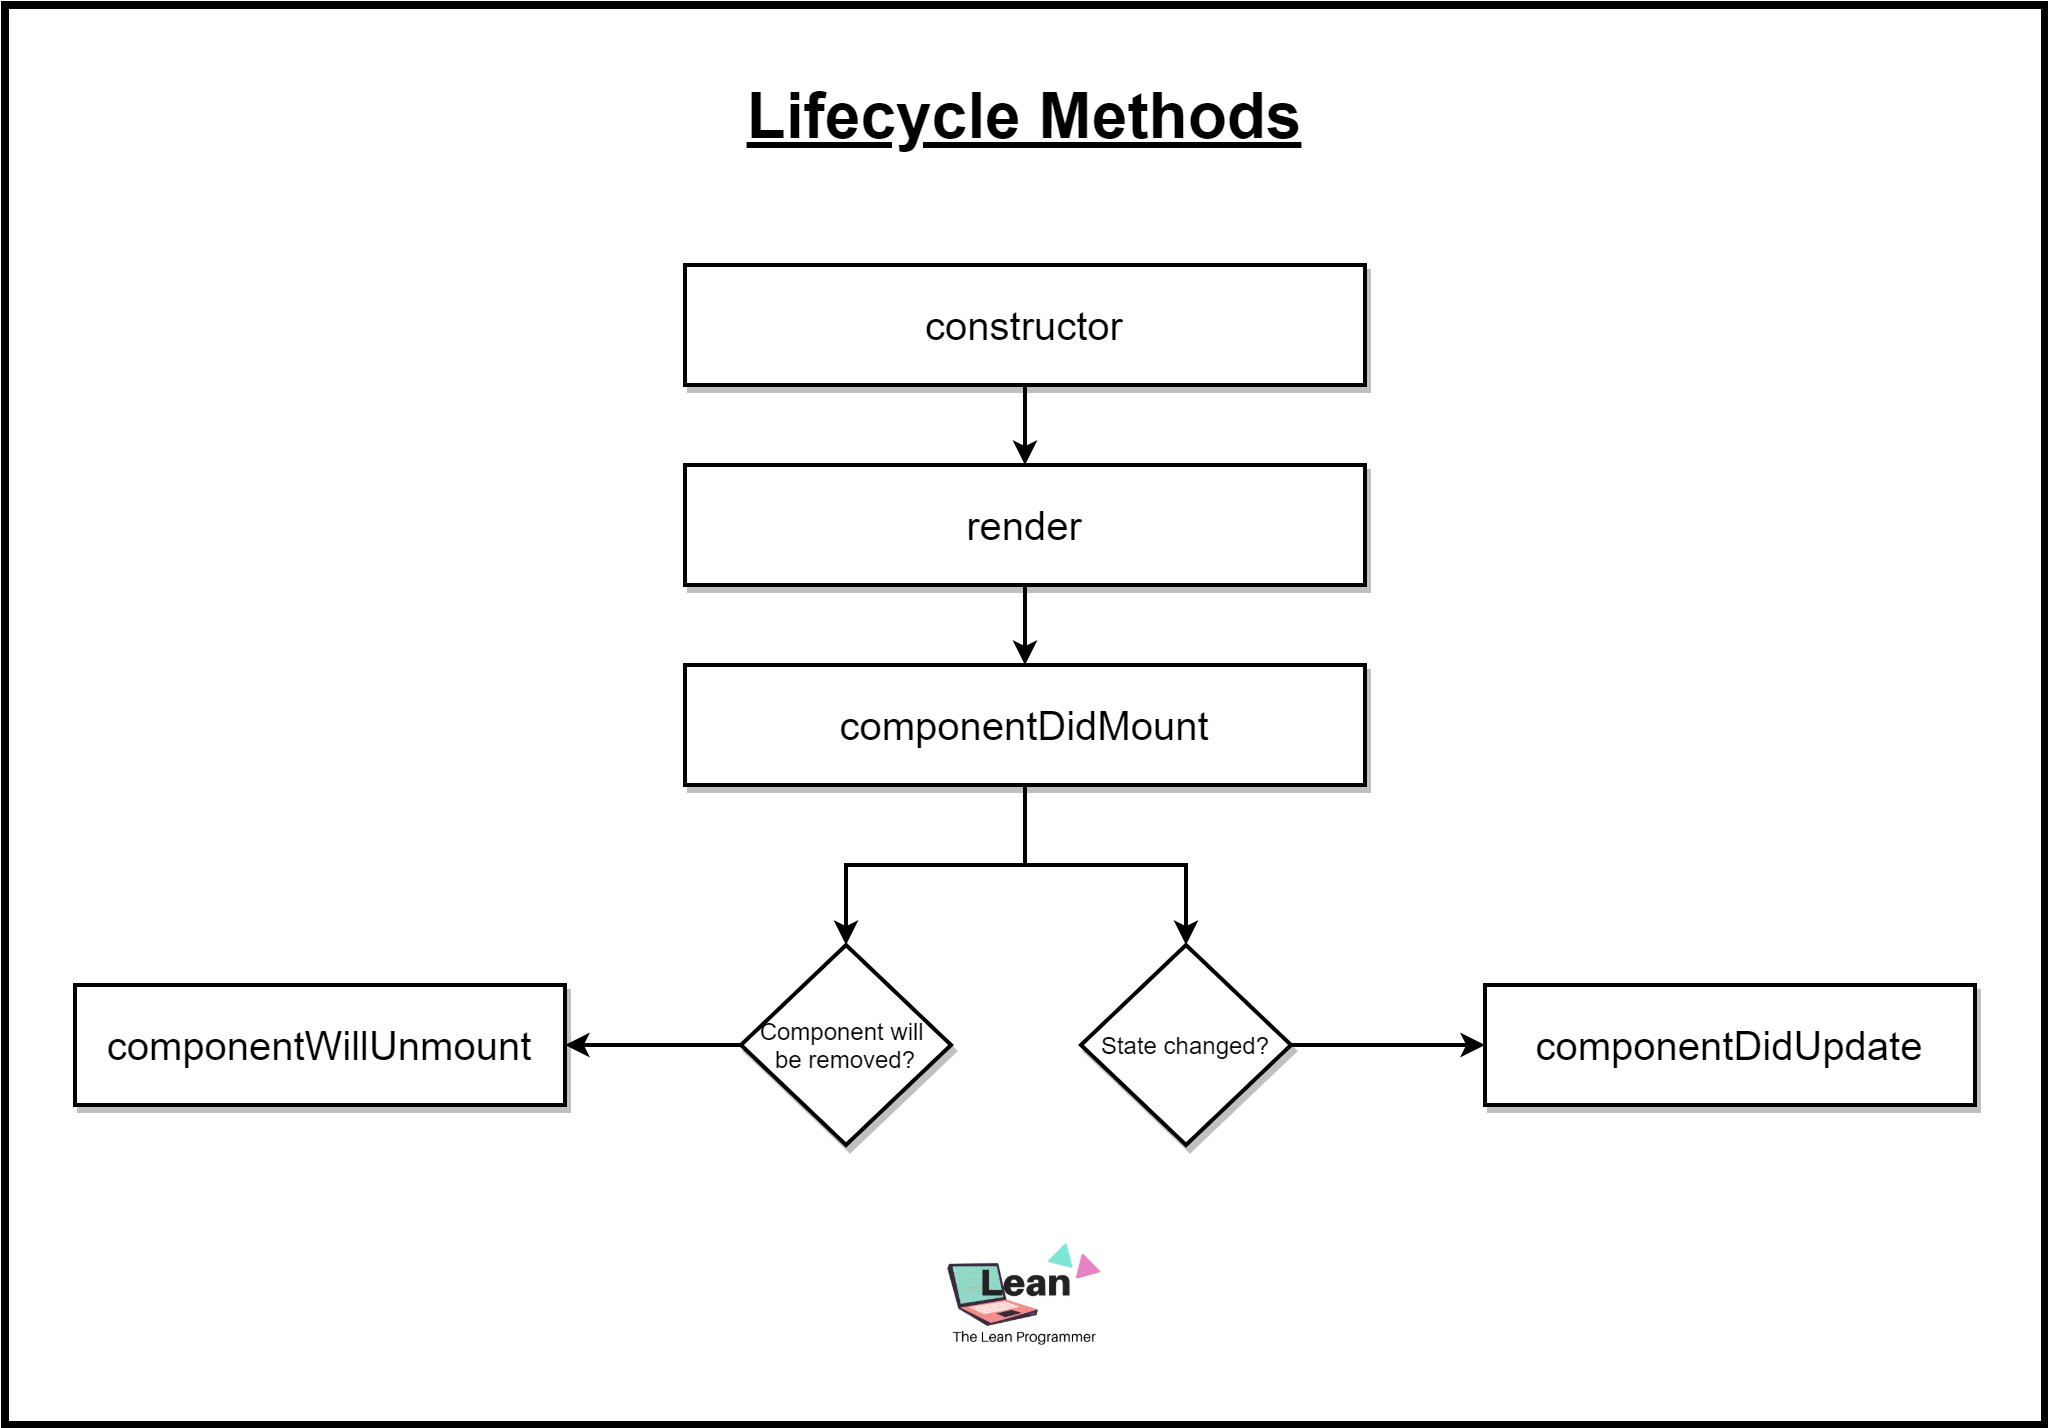 Lifecycle Methods
constructor
render
componentDidMount
componentWillUnmount
Component will
be removed?
State changed?
componentDidUpdate
Lean
The Lean Programmer